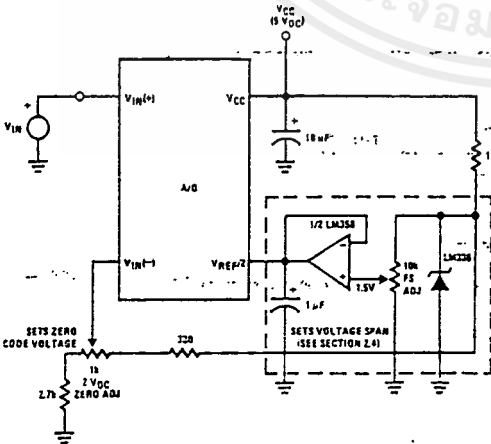 VCC
(5 VDC)
VIN(+)
VCC
VIN
10 µF
A/D
1/2 LM358
VIN(–)
VREF/2
1.5V
10k
FS
ADJ
LM336
1 µF
SETS ZERO
CODE VOLTAGE
330
SETS VOLTAGE SPAN
(SEE SECTION 2.4)
1k
2 VDC
ZERO ADJ
2.7k